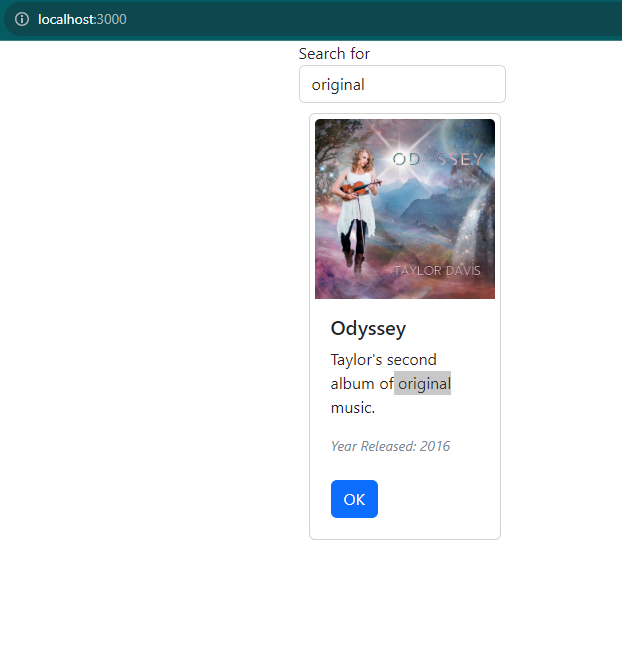 localhost:3000
Search for
original
ODYSSEY
TAYLOR DAVIS
Odyssey
Taylor's second
album of original
music.
Year Released: 2016
OK